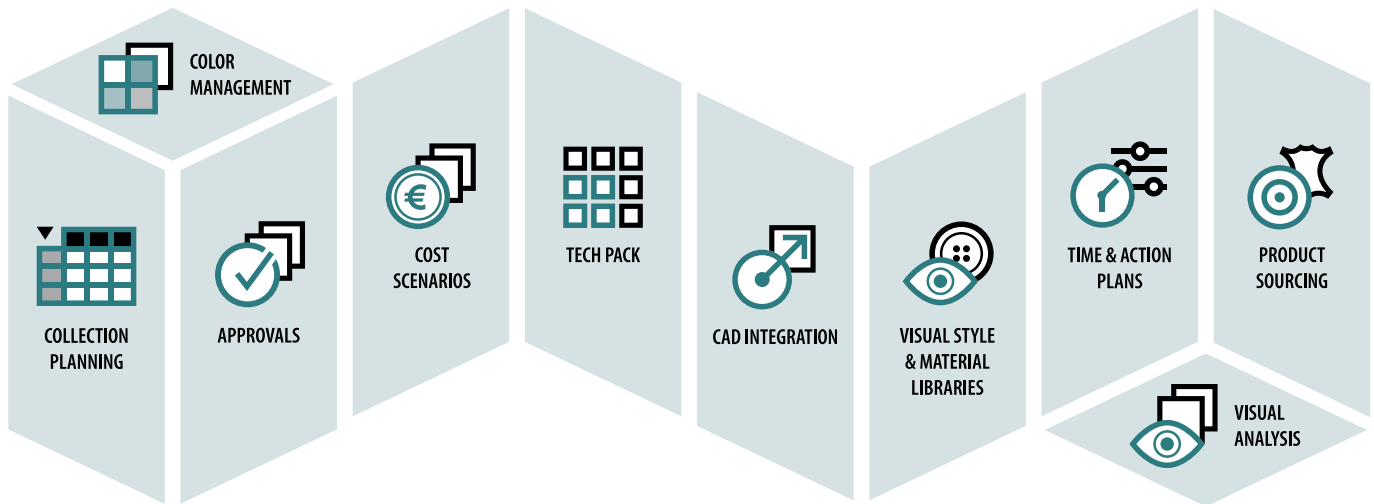 COLOR
MANAGEMENT
COLLECTION
PLANNING
APPROVALS
€
COST
SCENARIOS
TECH PACK
CAD INTEGRATION
VISUAL STYLE
& MATERIAL
LIBRARIES
TIME & ACTION
PLANS
PRODUCT
SOURCING
VISUAL
ANALYSIS